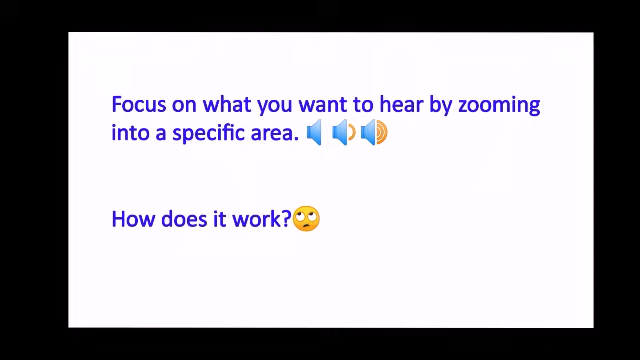 Focus on what you want to hear by zooming
into a specific area. 🔈🔉🔊
How does it work?🙄